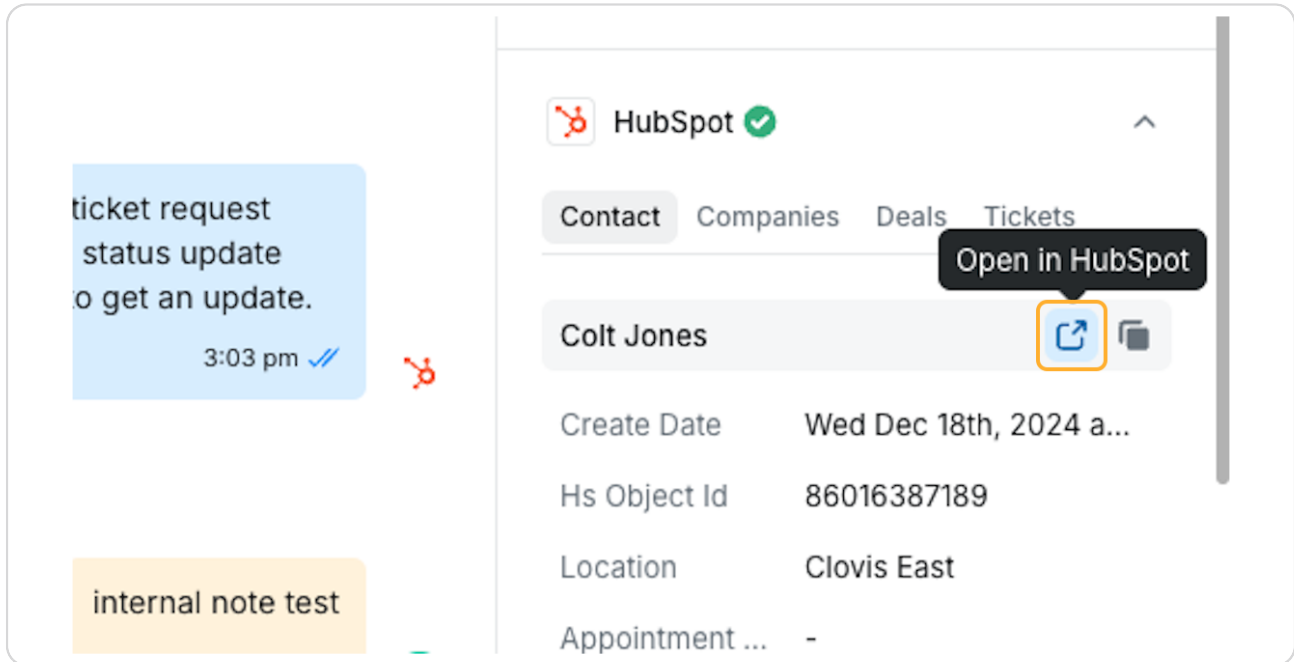 ticket request
status update
to get an update.
3:03 pm
internal note test
HubSpot
Contact Companies Deals Tickets
Open in HubSpot
Colt Jones
Create Date Wed Dec 18th, 2024 a...
Hs Object Id 86016387189
Location Clovis East
Appointment ... -